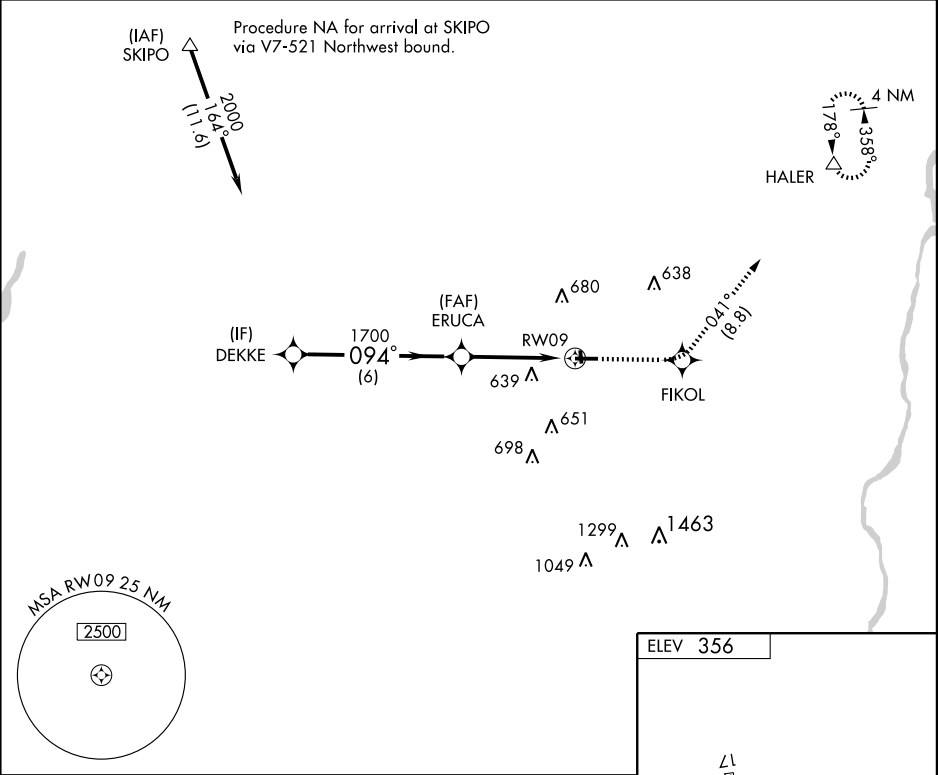 Procedure NA for arrival at SKIPO
via V7-521 Northwest bound.
(IAF)
SKIPO
2000
164°
(11.6)
4 NM
178°
358°
HALER
680
638
(FAF)
ERUCA
041°
(8.8)
(IF)
DEKKE
1700
094°
(6)
RW09
639
FIKOL
651
698
1463
1299
1049
MSA RW09 25 NM
2500
ELEV 356
17